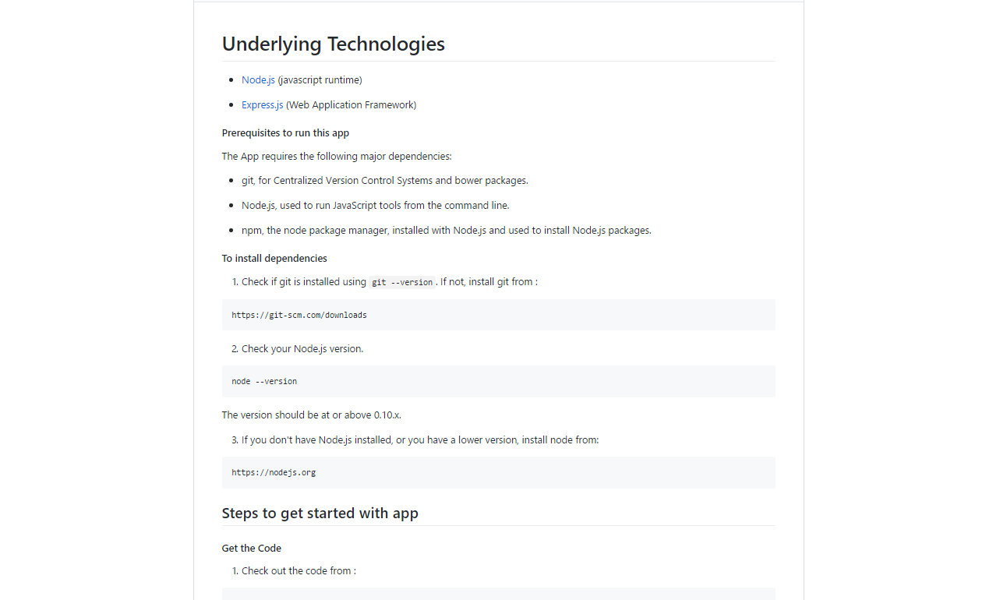 Underlying Technologies
Node.js (javascript runtime)
Express.js (Web Application Framework)
Prerequisites to run this app
The App requires the following major dependencies:
git, for Centralized Version Control Systems and bower packages.
Node.js, used to run JavaScript tools from the command line.
npm, the node package manager, installed with Node.js and used to install Node.js packages.
To install dependencies
1. Check if git is installed using git --version. If not, install git from :
https://git-scm.com/downloads
2. Check your Node.js version.
node --version
The version should be at or above 0.10.x.
3. If you don't have Node.js installed, or you have a lower version, install node from:
https://nodejs.org
Steps to get started with app
Get the Code
1. Check out the code from :